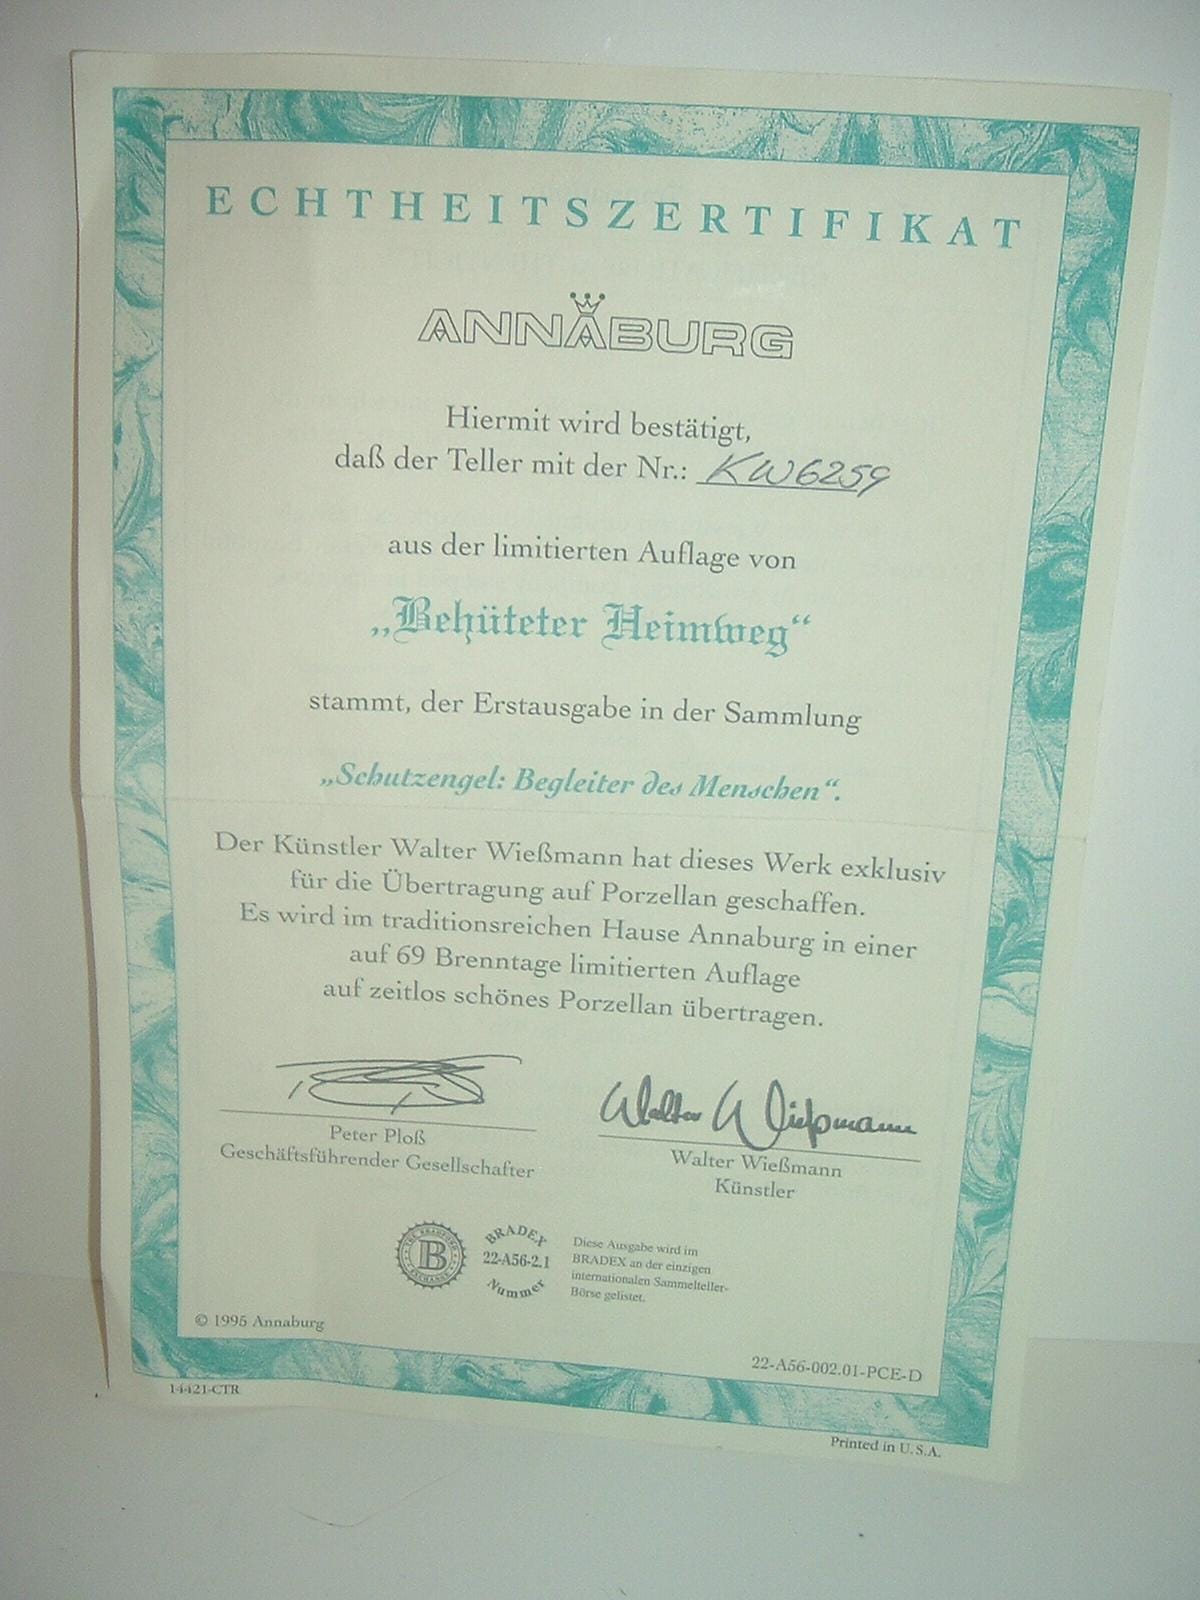 ECHTHEITSZERTIFIKAT
ANNABURG
Hiermit wird bestätigt,
daß der Teller mit der Nr.: KW6259
aus der limitierten Auflage von
„Behüteter Heimweg“
stammt, der Erstausgabe in der Sammlung
„Schutzengel: Begleiter des Menschen“.
Der Künstler Walter Wießmann hat dieses Werk exklusiv
für die Übertragung auf Porzellan geschaffen.
Es wird im traditionsreichen Hause Annaburg in einer
auf 69 Brenntage limitierten Auflage
auf zeitlos schönes Porzellan übertragen.
Walter Wießmann
Peter Ploß
Geschäftsführender Gesellschafter
Walter Wießmann
Künstler
THE BRADFORD EXCHANGE
B
BRADEX
22-A56-2.1
Nummer
Diese Ausgabe wird im
BRADEX an der einzigen
internationalen Sammelteller-
Börse gelistet.
© 1995 Annaburg
22-A56-002.01-PCE-D
14421-CTR
Printed in U.S.A.